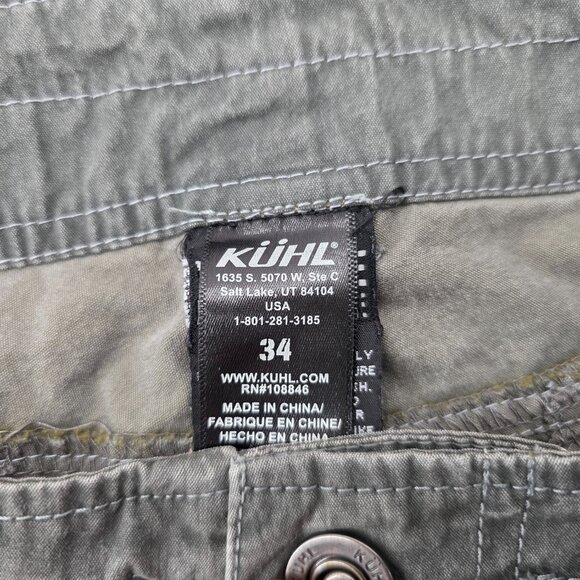 KÜHL
1635 S. 5070 W. Ste C
Salt Lake, UT 84104
USA
1-801-281-3185
34
WWW.KUHL.COM
RN#108846
MADE IN CHINA/
FABRIQUE EN CHINE/
HECHO EN CHINA
KUHL